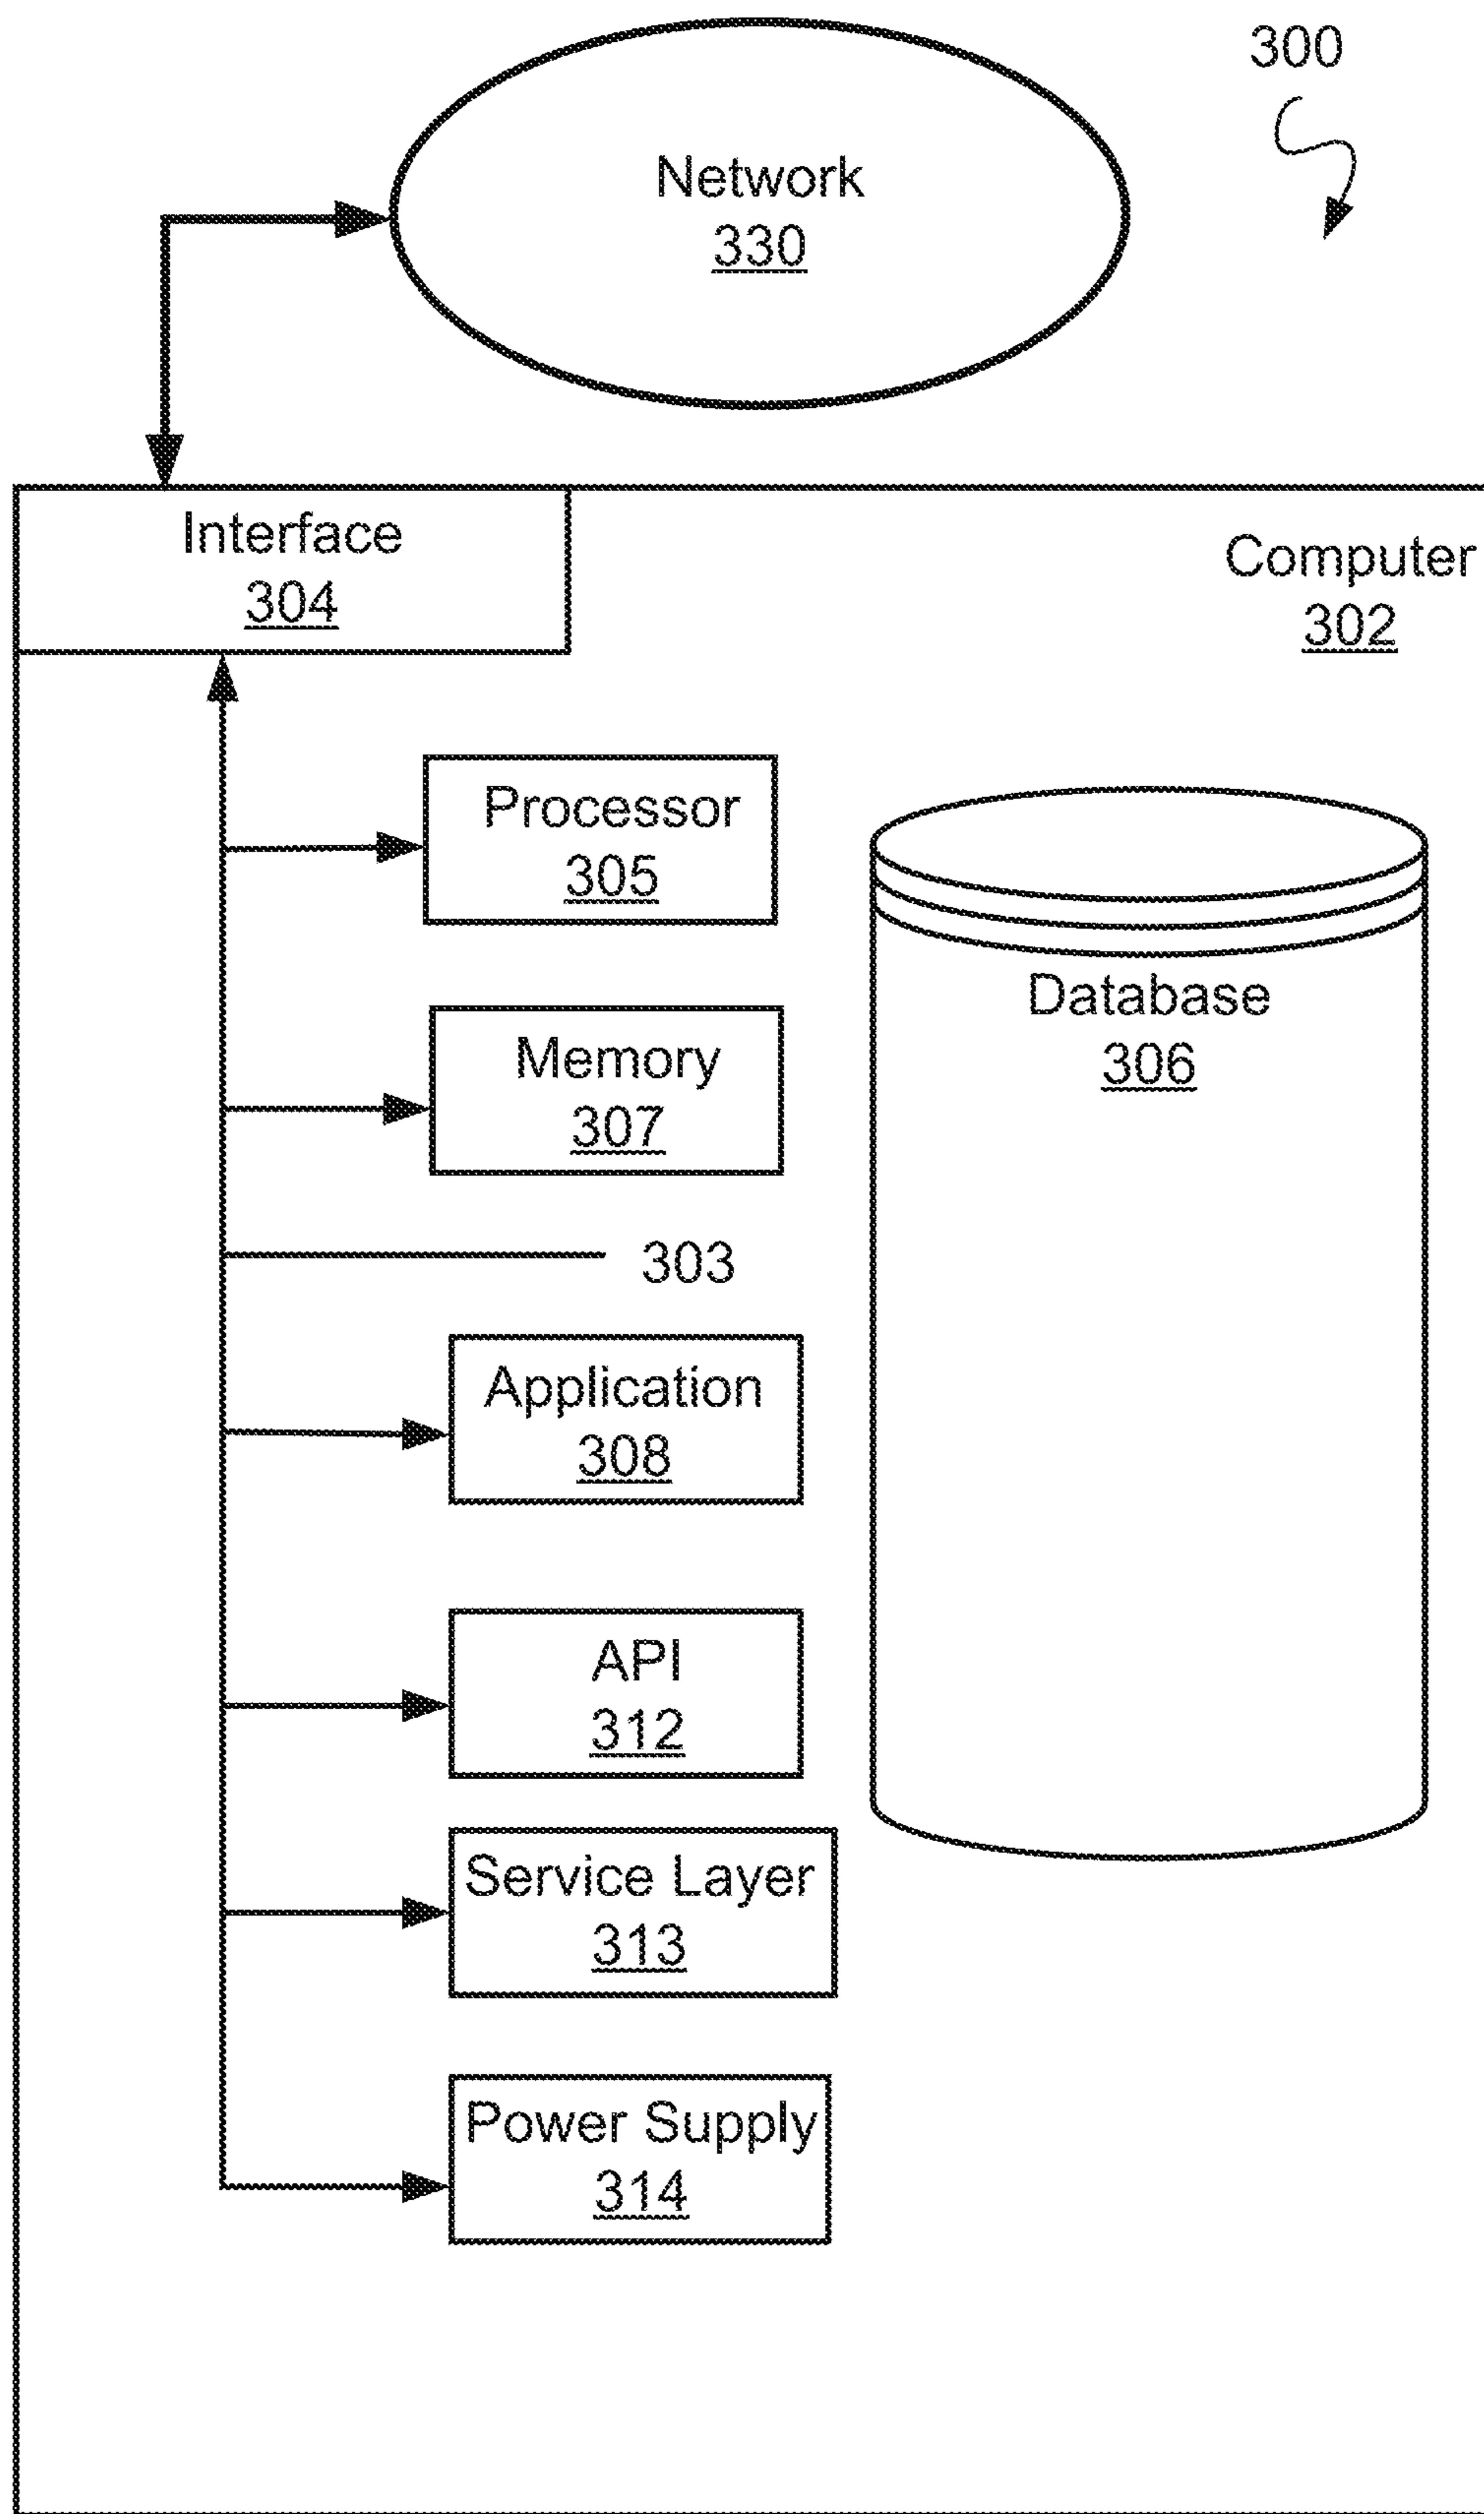 300
Network
330
Interface
304
Computer
302
Processor
305
Database
306
Memory
307
303
Application
308
API
312
Service Layer
313
Power Supply
314